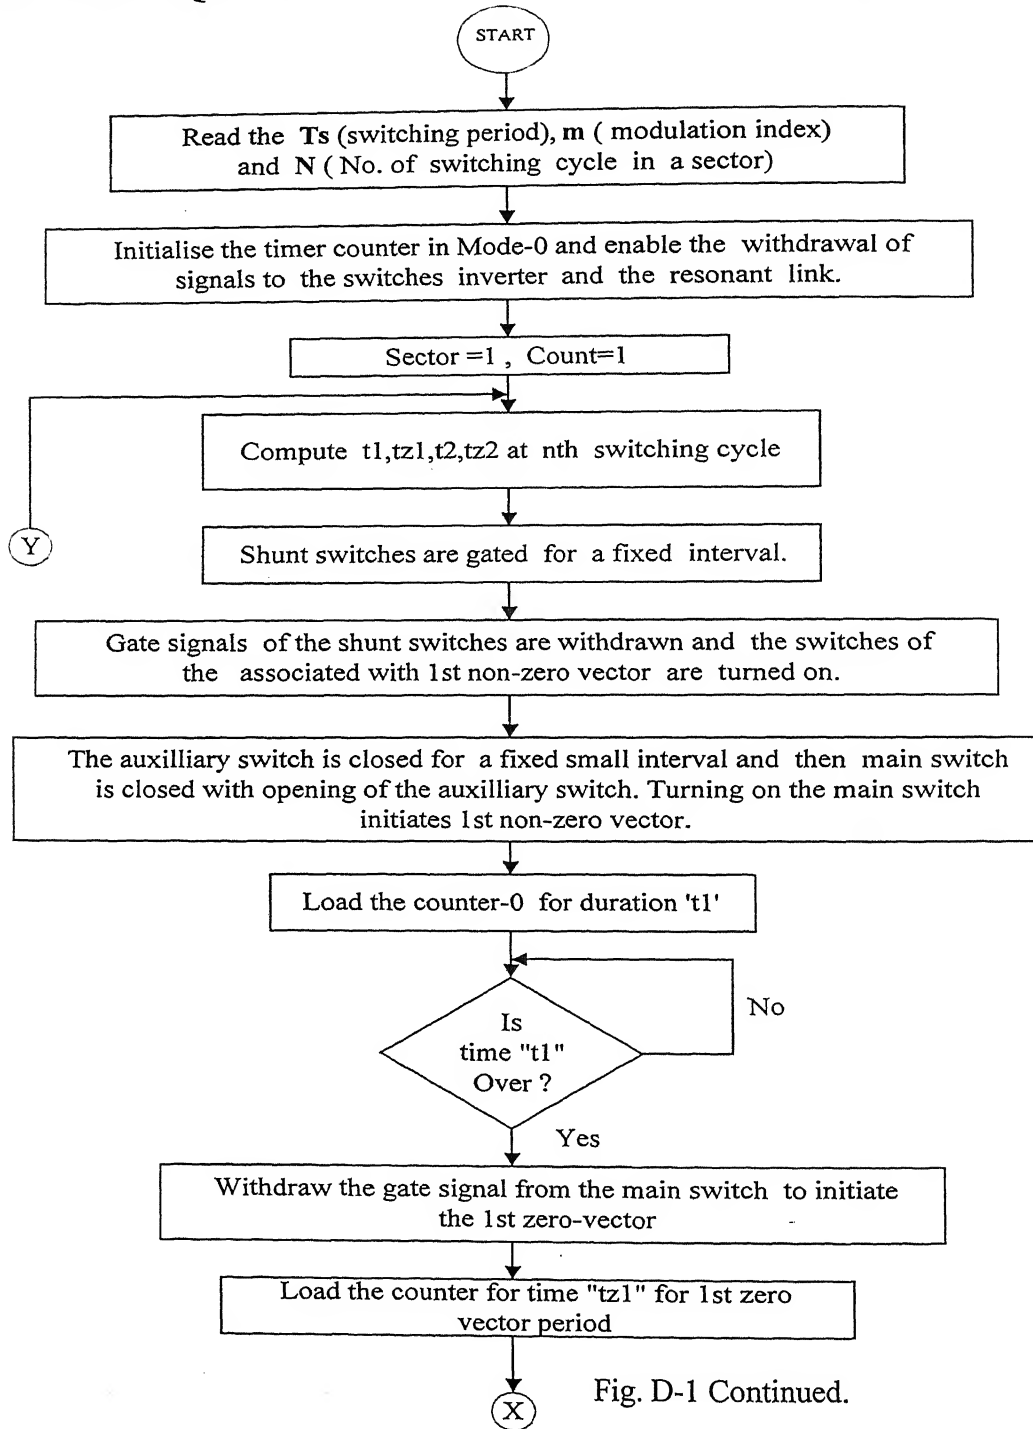 START
Read the Ts (switching period), m ( modulation index)
and N ( No. of switching cycle in a sector)
Initialise the timer counter in Mode-0 and enable the withdrawal of
signals to the switches inverter and the resonant link.
Sector =1 , Count=1
Compute t1,tz1,t2,tz2 at nth switching cycle
Y
Shunt switches are gated for a fixed interval.
Gate signals of the shunt switches are withdrawn and the switches of
the associated with 1st non-zero vector are turned on.
The auxilliary switch is closed for a fixed small interval and then main switch
is closed with opening of the auxilliary switch. Turning on the main switch
initiates 1st non-zero vector.
Load the counter-0 for duration 't1'
No
Is
time "t1"
Over ?
Yes
Withdraw the gate signal from the main switch to initiate
the 1st zero-vector
Load the counter for time "tz1" for 1st zero
vector period
Fig. D-1 Continued.
X